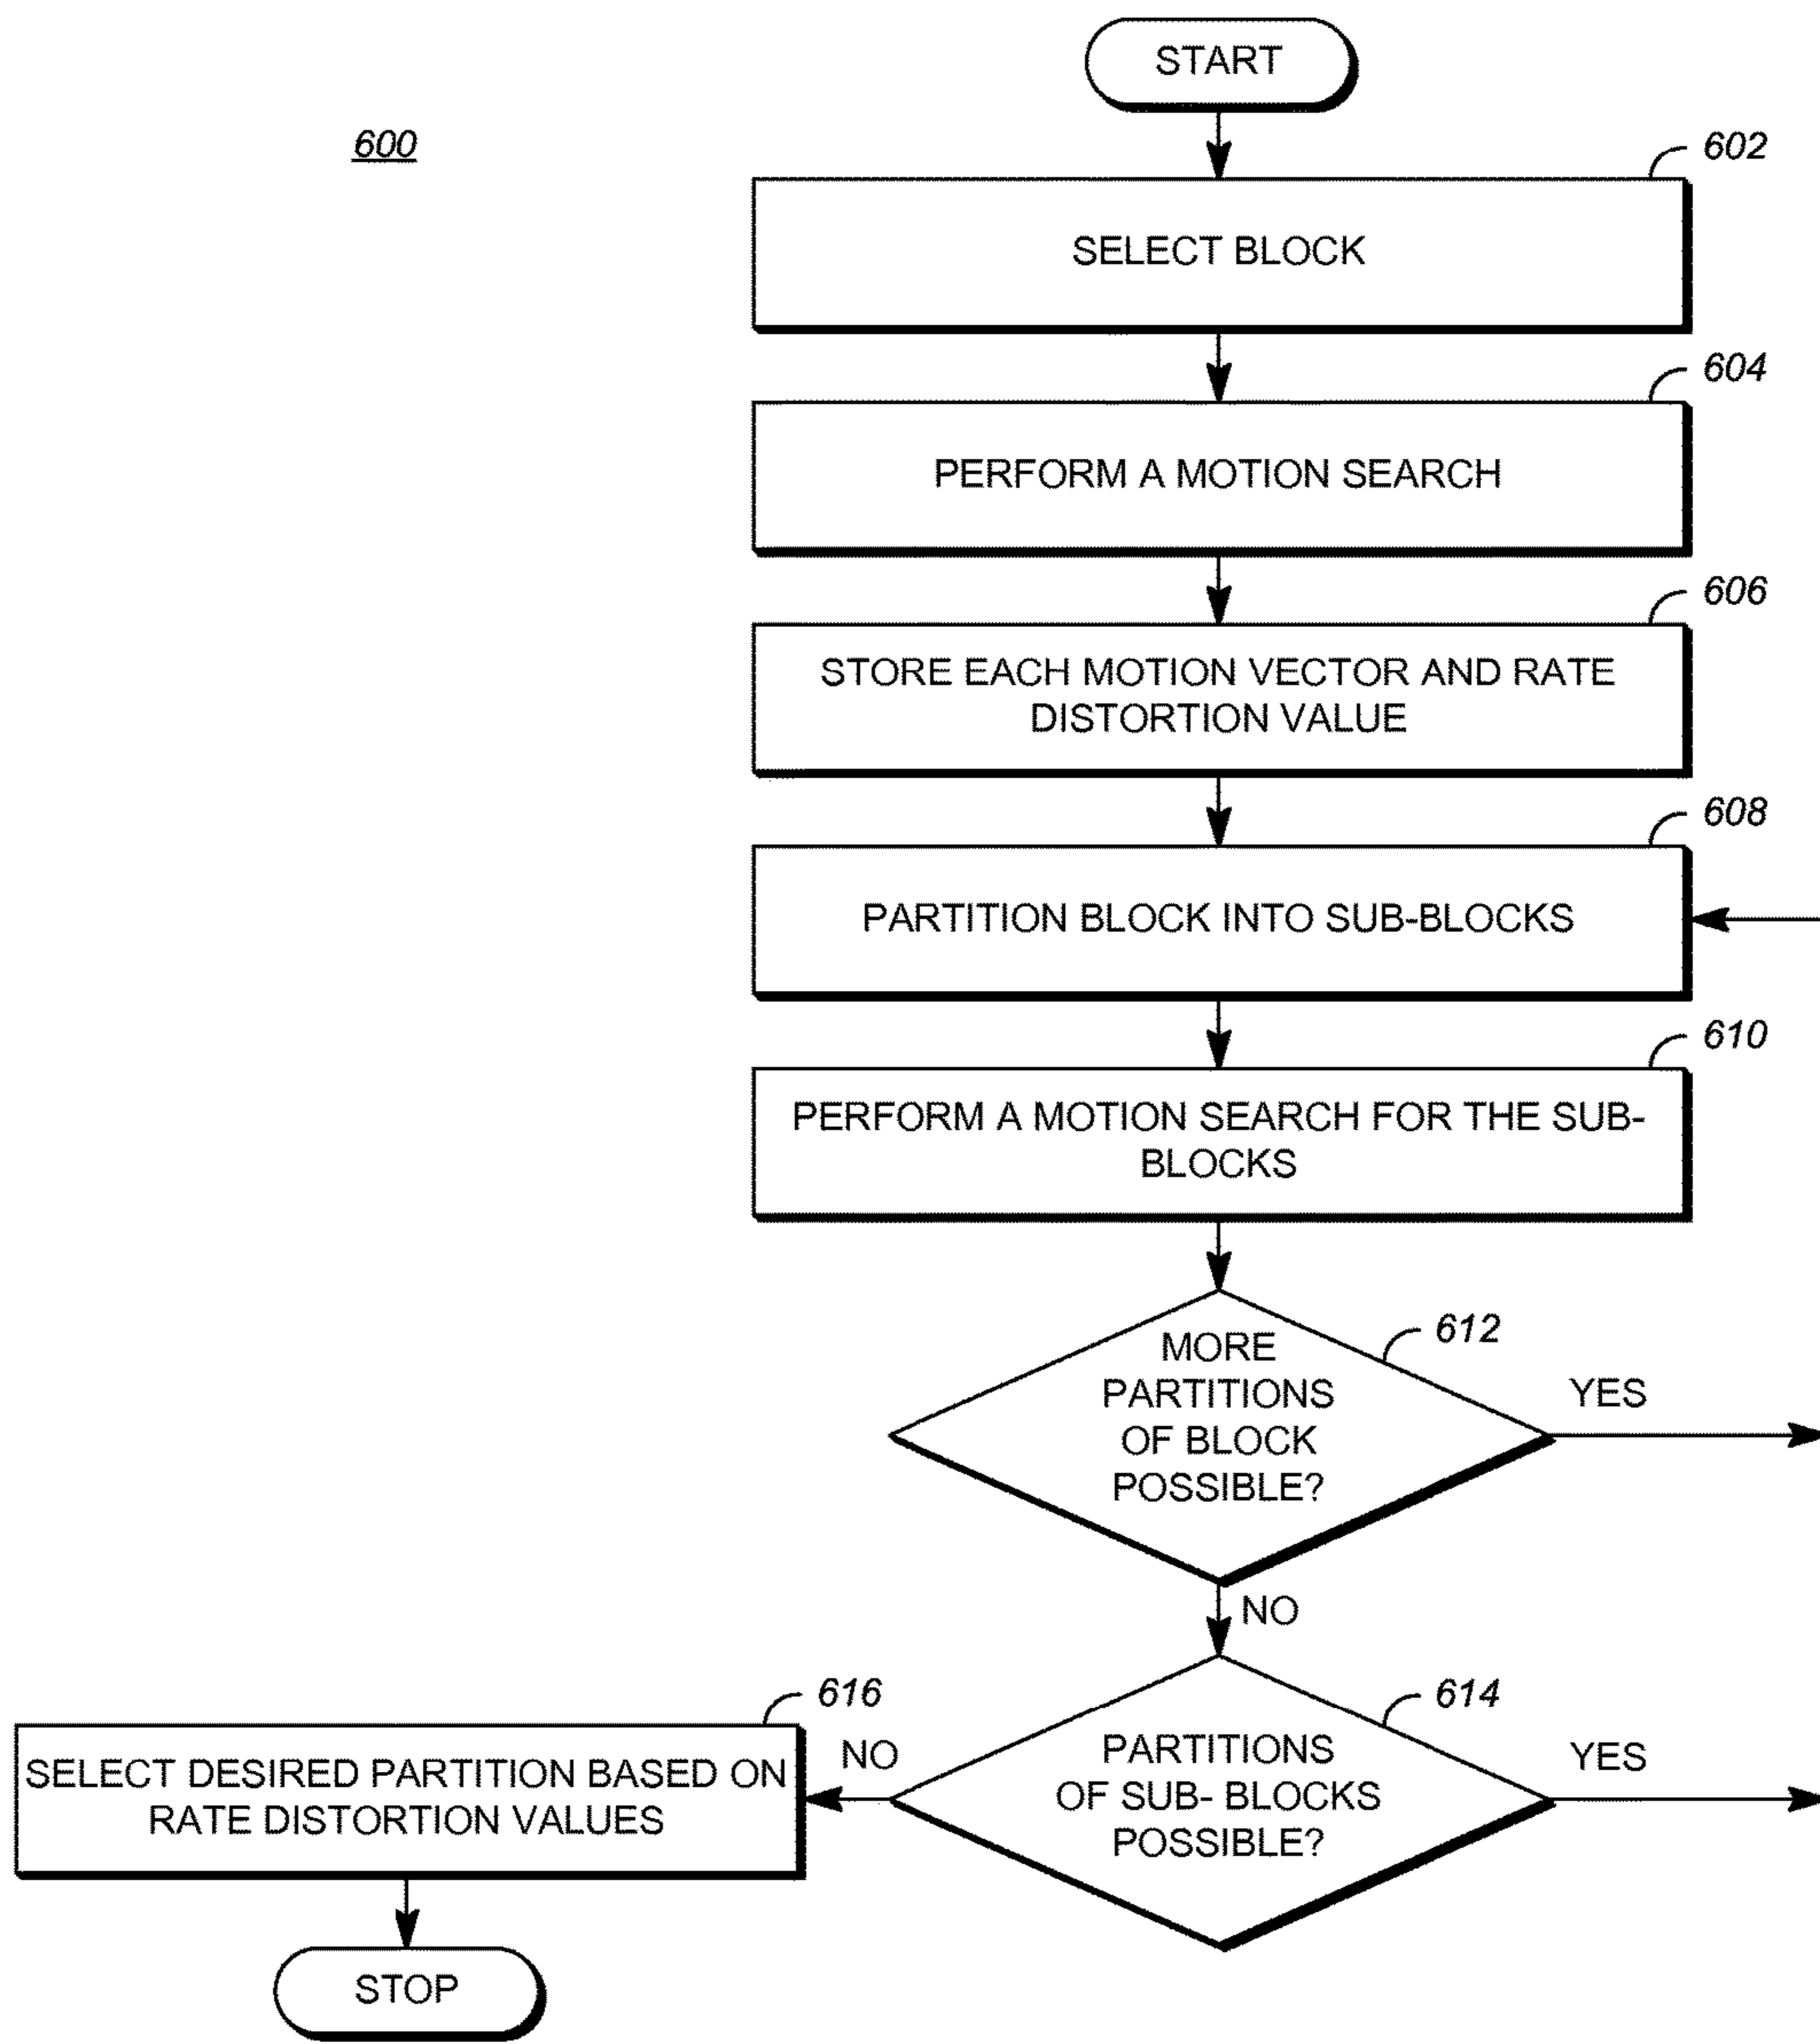 START
600
602
SELECT BLOCK
604
PERFORM A MOTION SEARCH
606
STORE EACH MOTION VECTOR AND RATE
DISTORTION VALUE
608
PARTITION BLOCK INTO SUB-BLOCKS
610
PERFORM A MOTION SEARCH FOR THE SUB-
BLOCKS
612
MORE
PARTITIONS
OF BLOCK
POSSIBLE?
YES
NO
614
PARTITIONS
OF SUB- BLOCKS
POSSIBLE?
YES
NO
616
SELECT DESIRED PARTITION BASED ON
RATE DISTORTION VALUES
STOP